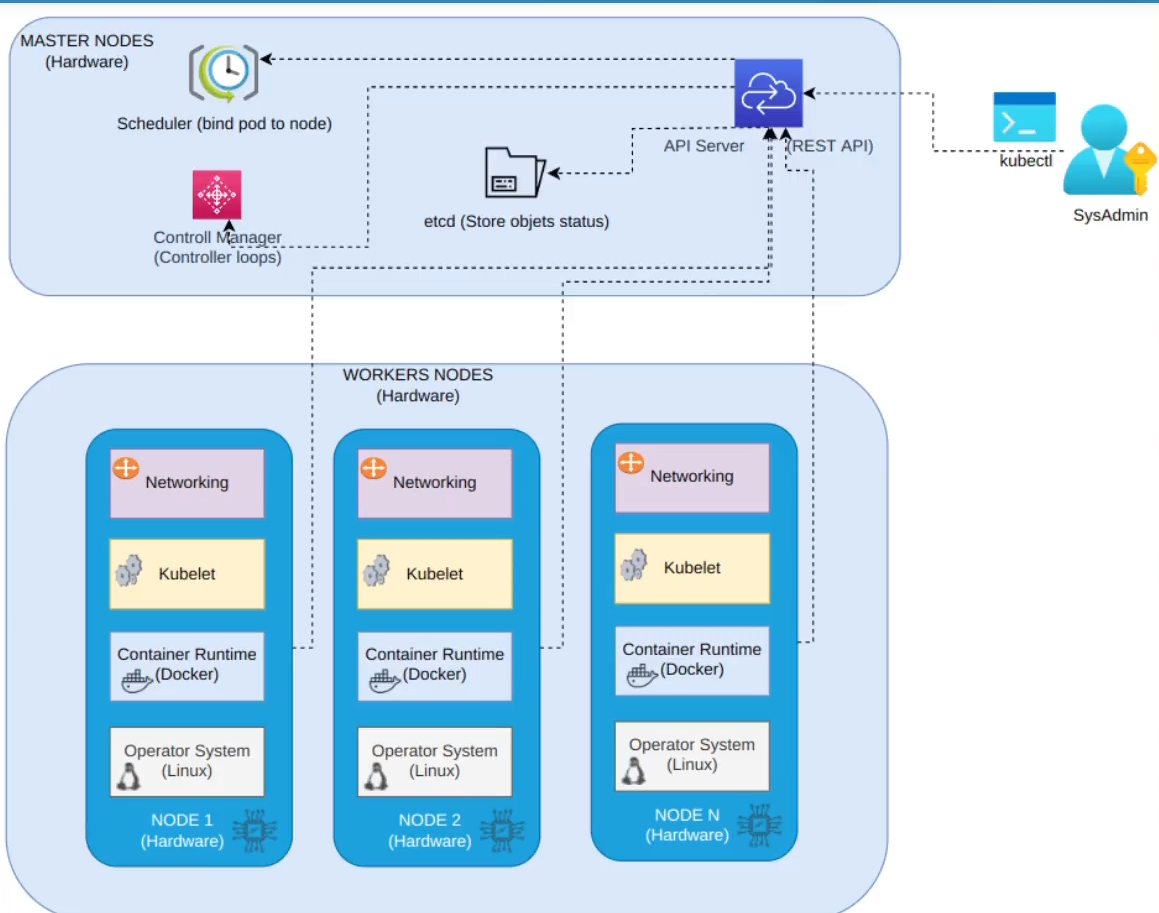 MASTER NODES
(Hardware)
Scheduler (bind pod to node)
API Server
(REST API)
kubectl
SysAdmin
etcd (Store objets status)
Controll Manager
(Controller loops)
WORKERS NODES
(Hardware)
Networking
Kubelet
Container Runtime
(Docker)
Operator System
(Linux)
NODE 1
(Hardware)
Networking
Kubelet
Container Runtime
(Docker)
Operator System
(Linux)
NODE 2
(Hardware)
Networking
Kubelet
Container Runtime
(Docker)
Operator System
(Linux)
NODE N
(Hardware)